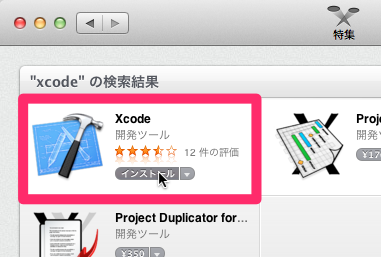 特集
"xcode" の検索結果
Xcode
開発ツール
12 件の評価
インストール
Proj
¥17
Project Duplicator for…
開発ツール
¥350